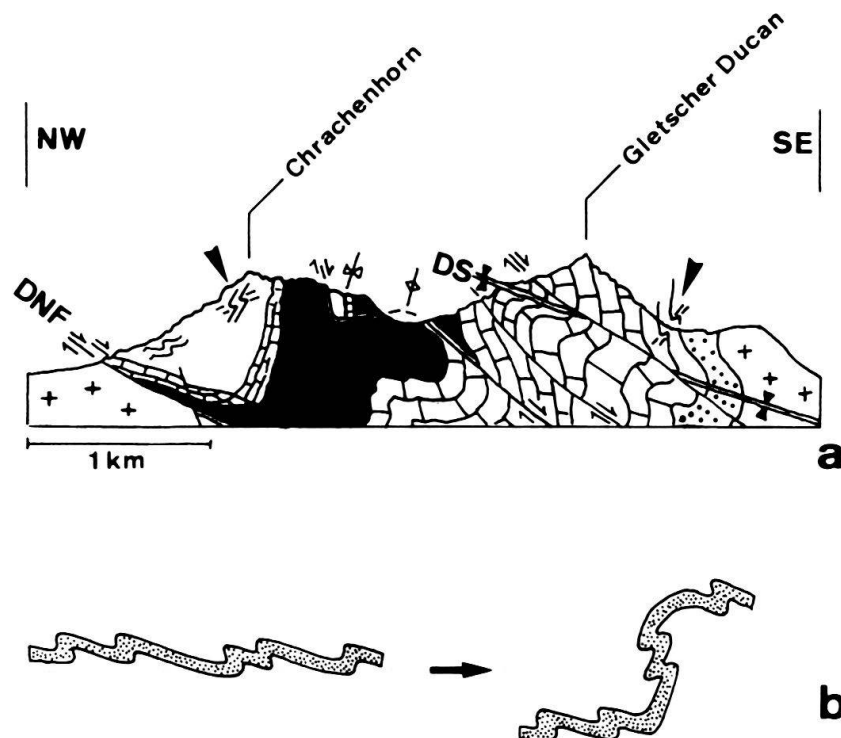 Chrachenhorn
Gletscher Ducan
NW
SE
DNF
DS
1 km
a
b